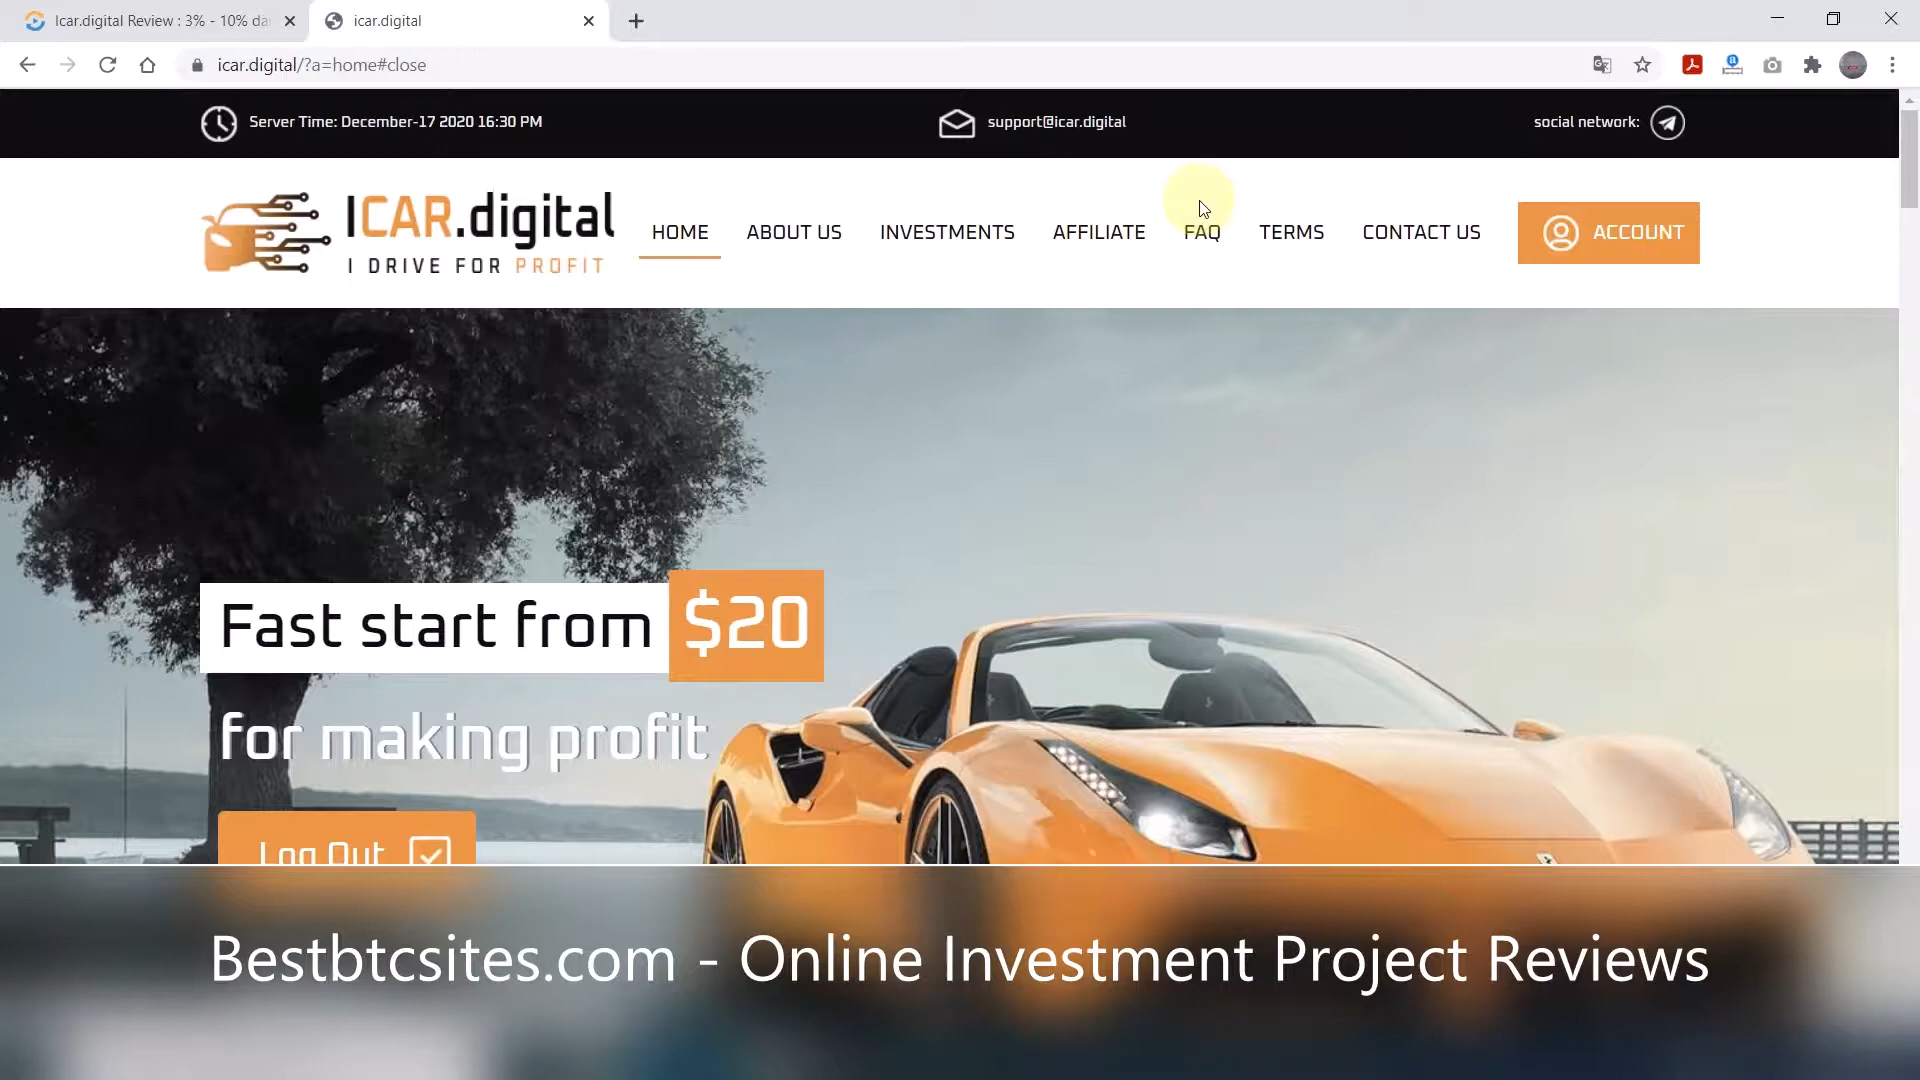 Icar.digital Review : 3% - 10% da
icar.digital
icar.digital/?a=home#close
Server Time: December-17 2020 16:30 PM
support@icar.digital
social network:
ICAR.digital
I DRIVE FOR PROFIT
HOME
ABOUT US
INVESTMENTS
AFFILIATE
FAQ
TERMS
CONTACT US
ACCOUNT
Fast start from $20
for making profit
Log Out
Bestbtcsites.com - Online Investment Project Reviews